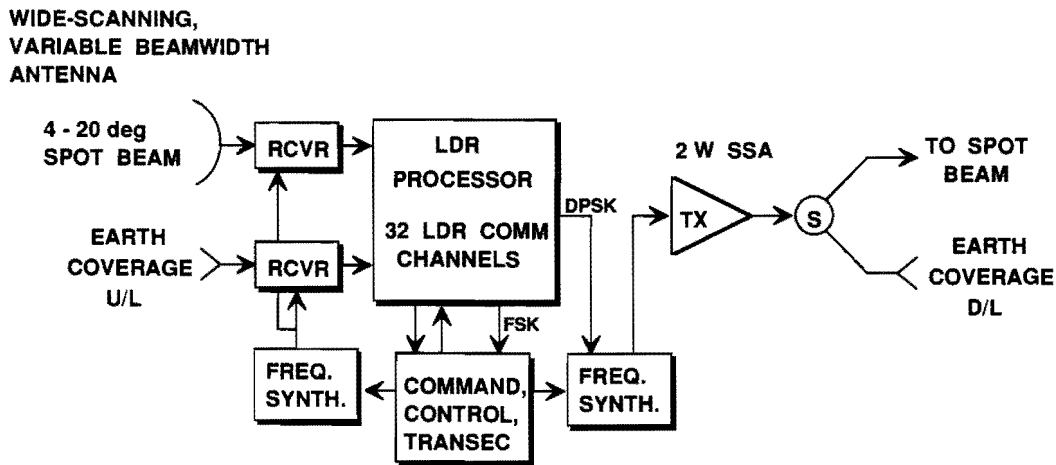 WIDE-SCANNING,
VARIABLE BEAMWIDTH
ANTENNA
4 - 20 deg
SPOT BEAM
RCVR
LDR
PROCESSOR
32 LDR COMM
CHANNELS
2 W SSA
TX
S
TO SPOT
BEAM
DPSK
EARTH
COVERAGE
U/L
RCVR
EARTH
COVERAGE
D/L
FSK
FREQ.
SYNTH.
COMMAND,
CONTROL,
TRANSEC
FREQ.
SYNTH.